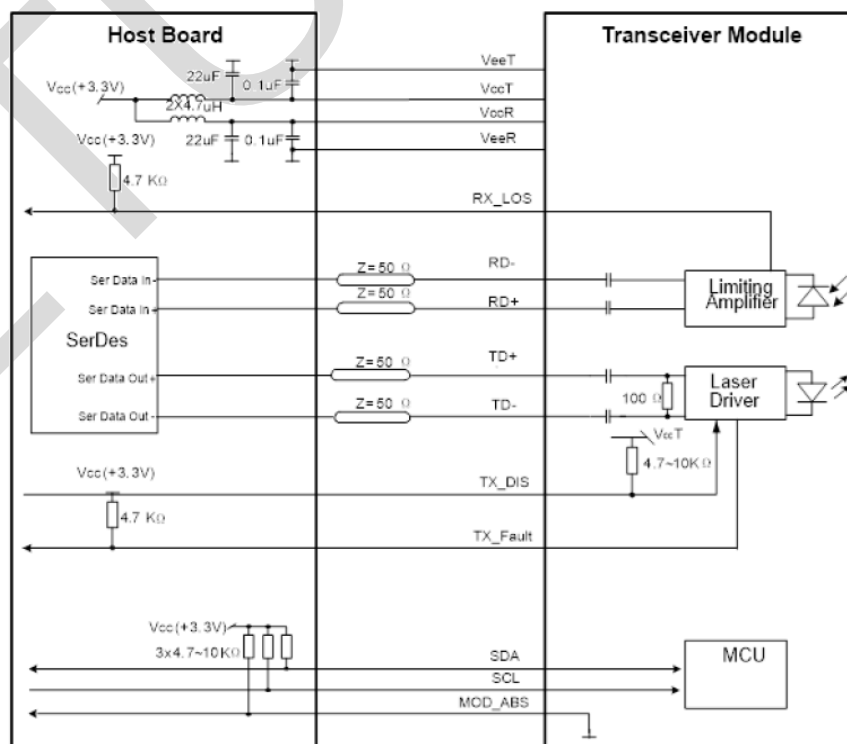 Host Board
Transceiver Module
VeeT
22uF
0.1uF
Vcc(+3.3V)
VccT
2X4.7uH
VccR
Vcc(+3.3V)
22uF
0.1uF
VeeR
4.7 KΩ
RX_LOS
Z=50 Ω
RD-
Ser Data In-
Z=50 Ω
Limiting
Amplifier
Ser Data In+
RD+
SerDes
Z=50 Ω
TD+
Ser Data Out+
Laser
Driver
100 Ω
Z=50 Ω
TD-
Ser Data Out -
VccT
4.7~10KΩ
Vcc(+3.3V)
TX_DIS
4.7 KΩ
TX_Fault
Vcc(+3.3V)
3x4.7~10KΩ
SDA
MCU
SCL
MOD_ABS